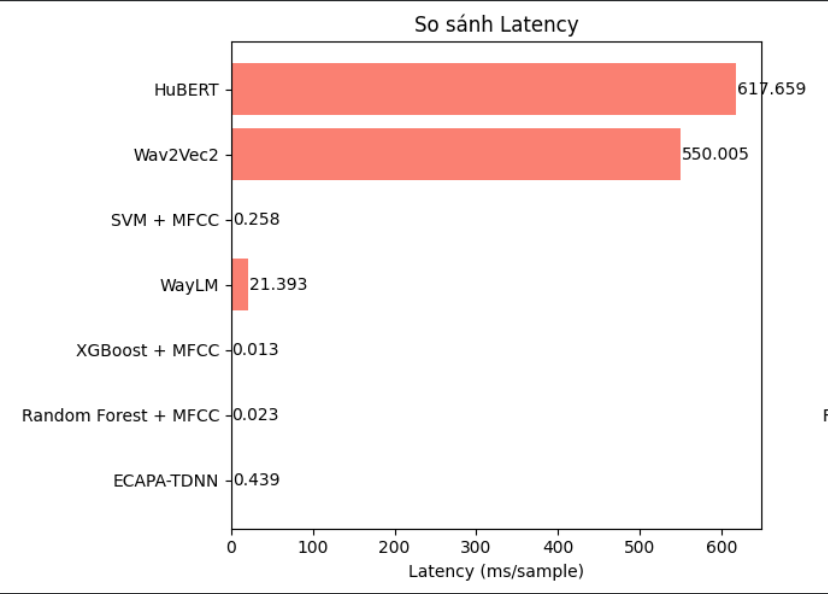 So sánh Latency
HuBERT 617.659
Wav2Vec2 550.005
SVM + MFCC 0.258
WayLM 21.393
XGBoost + MFCC 0.013
Random Forest + MFCC 0.023
F
ECAPA-TDNN 0.439
0 100 200 300 400 500 600
Latency (ms/sample)